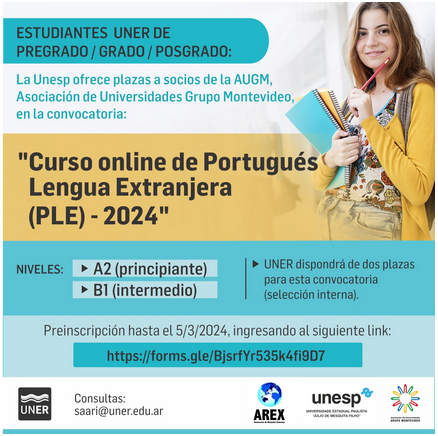 ESTUDIANTES UNER DE
PREGRADO / GRADO / POSGRADO:
La Unesp ofrece plazas a socios de la AUGM,
Asociación de Universidades Grupo Montevideo,
en la convocatoria:
"Curso online de Portugués
Lengua Extranjera
(PLE) - 2024"
NIVELES:
A2 (principiante)
B1 (intermedio)
UNER dispondrá de dos plazas
para esta convocatoria
(selección interna).
Preinscripción hasta el 5/3/2024, ingresando al siguiente link:
https://forms.gle/BjsrfYr535k4fi9D7
UNER
Consultas:
saari@uner.edu.ar
AREX
unesp
UNIVERSIDADE ESTADUAL PAULISTA
"JÚLIO DE MESQUITA FILHO"
GRUPO MONTEVIDEO